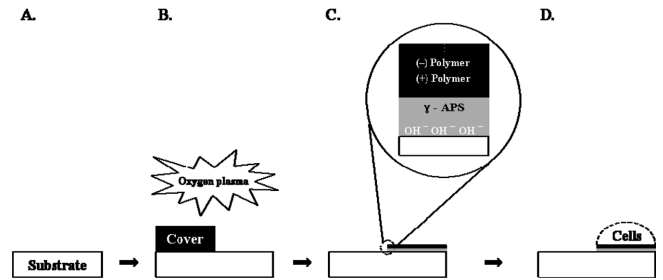 A.
B.
C.
D.
(−) Polymer
(+) Polymer
γ - APS
OH⁻ OH⁻ OH⁻
Oxygen plasma
Cover
Cells
Substrate